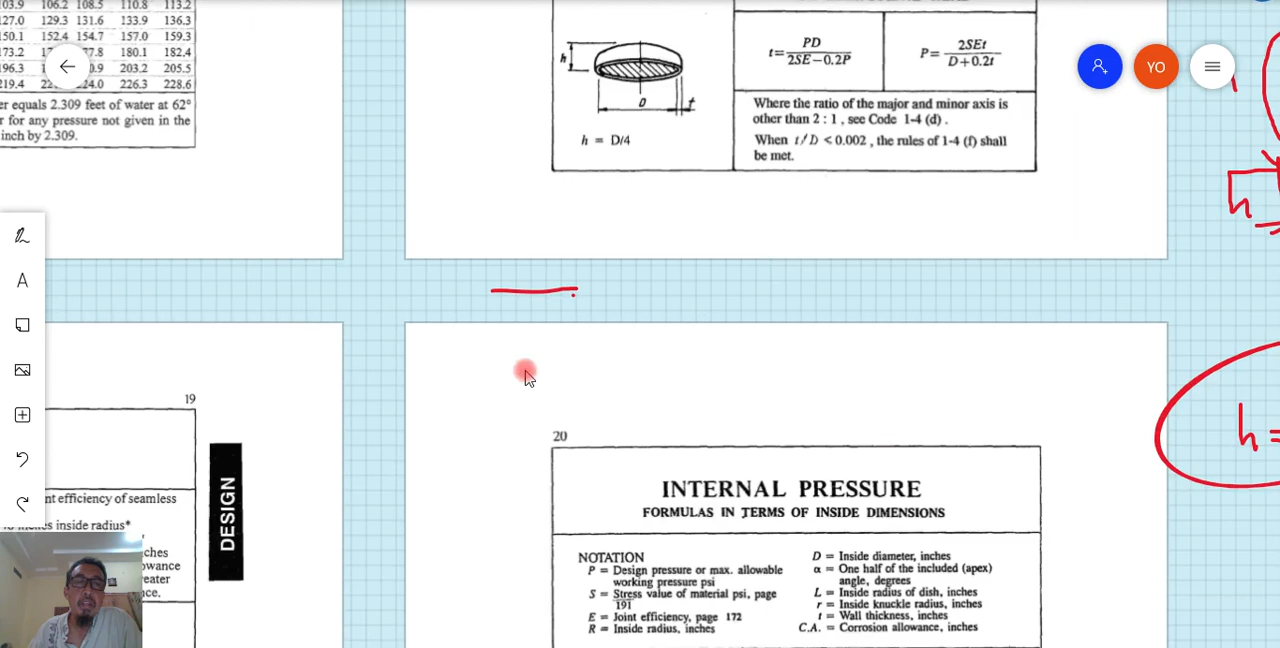 103.9 106.2 108.5 110.8 113.2
127.0 129.3 131.6 133.9 136.3
150.1 152.4 154.7 157.0 159.3
173.2 77.8 180.1 182.4
196.3 0.9 203.2 205.5
219.4 24.0 226.3 228.6
er equals 2.309 feet of water at 62°
r for any pressure not given in the
inch by 2.309.
h
D
t
h = D/4
t= PD / 2SE−0.2P
P= 2SEt / D+0.2t
Where the ratio of the major and minor axis is
other than 2 : 1, see Code 1-4 (d) .
When t/D <0.002 , the rules of 1-4 (f) shall
be met.
YO
h
h=
A
19
nt efficiency of seamless
inches inside radius*
ches
owance
eater
nce.
DESIGN
20
INTERNAL PRESSURE
FORMULAS IN TERMS OF INSIDE DIMENSIONS
NOTATION
P = Design pressure or max. allowable
working pressure psi
S = Stress value of material psi, page
191
E = Joint efficiency, page 172
R = Inside radius, inches
D = Inside diameter, inches
α = One half of the included (apex)
angle, degrees
L = Inside radius of dish, inches
r = Inside knuckle radius, inches
t = Wall thickness, inches
C.A. = Corrosion allowance, inches